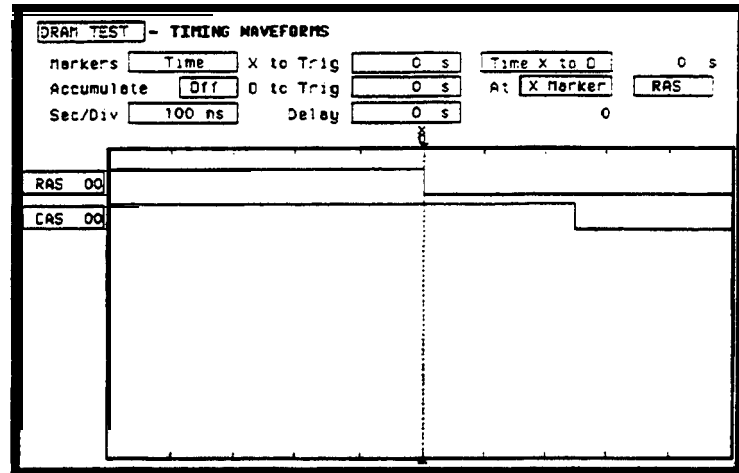 DRAM TEST - TIMING WAVEFORMS
Markers Time X to Trig 0 s Time X to O 0 s
Accumulate Off O to Trig 0 s At X Marker RAS
Sec/Div 100 ns Delay 0 s 0
X
O
RAS 00
CAS 00